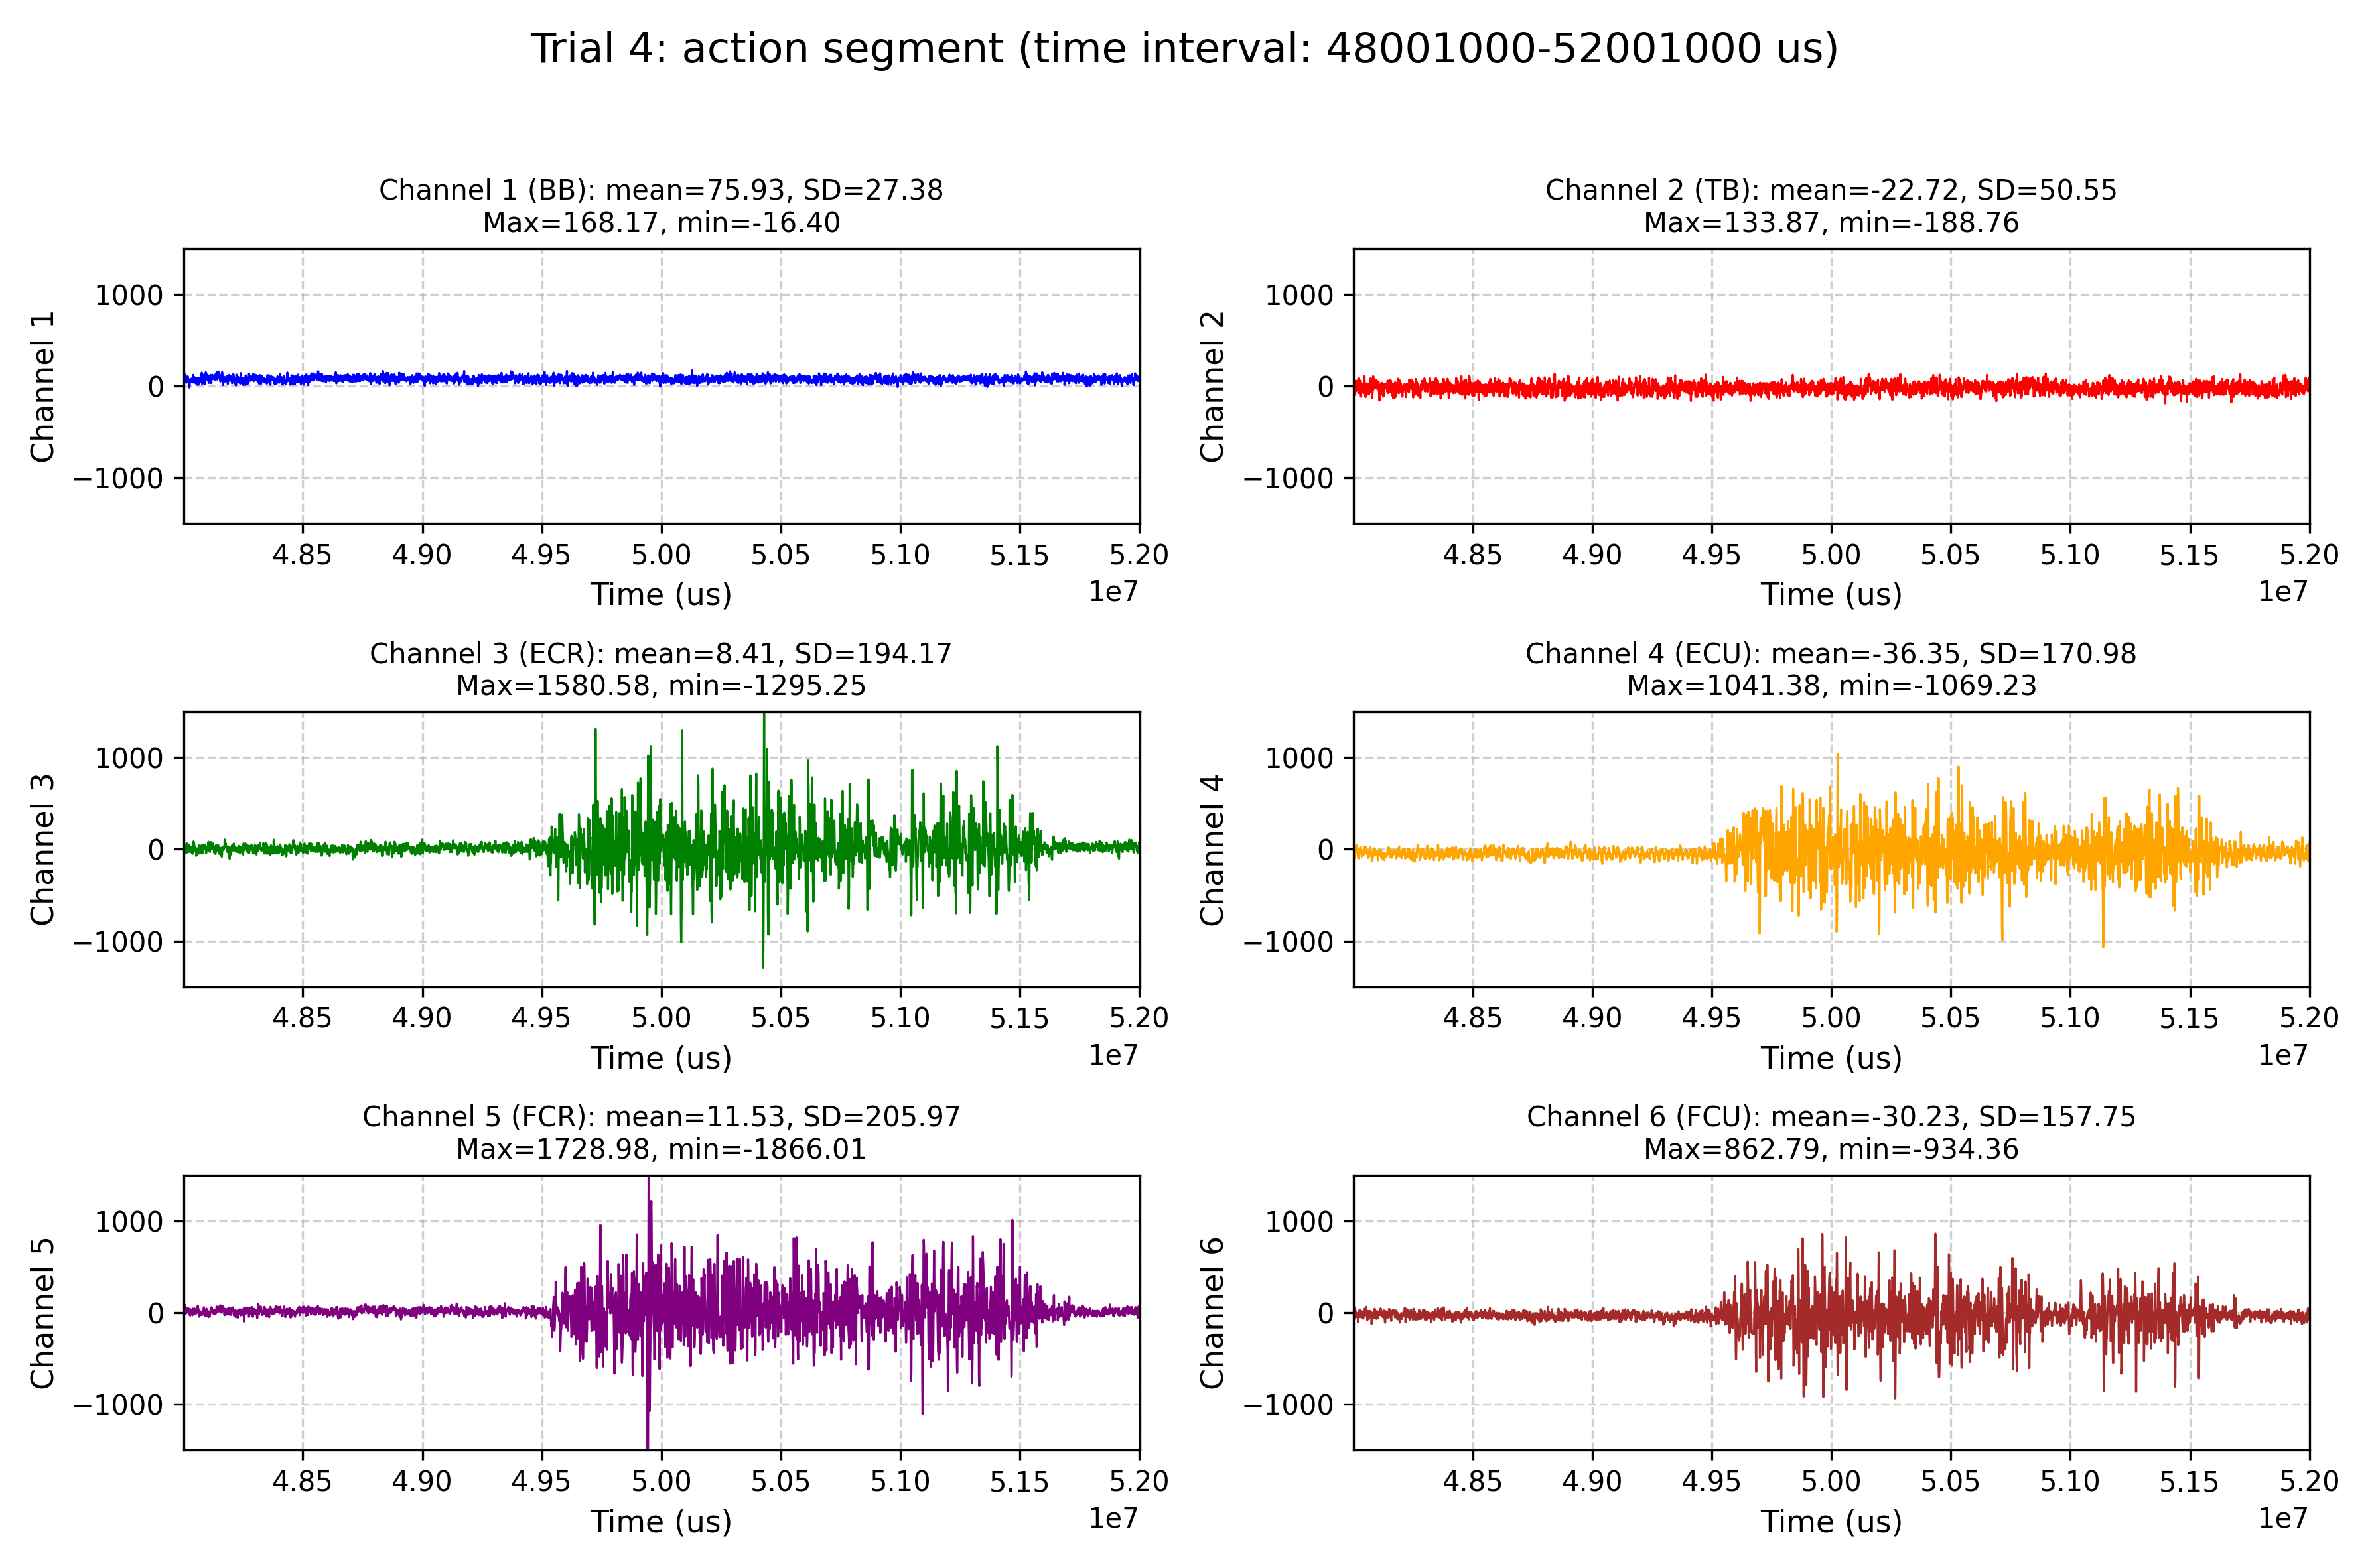 Trial 4: action segment (time interval: 48001000-52001000 us)
Channel 1 (BB): mean=75.93, SD=27.38
Max=168.17, min=-16.40
Channel 1
1000
0
−1000
4.85 4.90 4.95 5.00 5.05 5.10 5.15 5.20
Time (us)
1e7
Channel 2 (TB): mean=-22.72, SD=50.55
Max=133.87, min=-188.76
Channel 2
1000
0
−1000
4.85 4.90 4.95 5.00 5.05 5.10 5.15 5.20
Time (us)
1e7
Channel 3 (ECR): mean=8.41, SD=194.17
Max=1580.58, min=-1295.25
Channel 3
1000
0
−1000
4.85 4.90 4.95 5.00 5.05 5.10 5.15 5.20
Time (us)
1e7
Channel 4 (ECU): mean=-36.35, SD=170.98
Max=1041.38, min=-1069.23
Channel 4
1000
0
−1000
4.85 4.90 4.95 5.00 5.05 5.10 5.15 5.20
Time (us)
1e7
Channel 5 (FCR): mean=11.53, SD=205.97
Max=1728.98, min=-1866.01
Channel 5
1000
0
−1000
4.85 4.90 4.95 5.00 5.05 5.10 5.15 5.20
Time (us)
1e7
Channel 6 (FCU): mean=-30.23, SD=157.75
Max=862.79, min=-934.36
Channel 6
1000
0
−1000
4.85 4.90 4.95 5.00 5.05 5.10 5.15 5.20
Time (us)
1e7